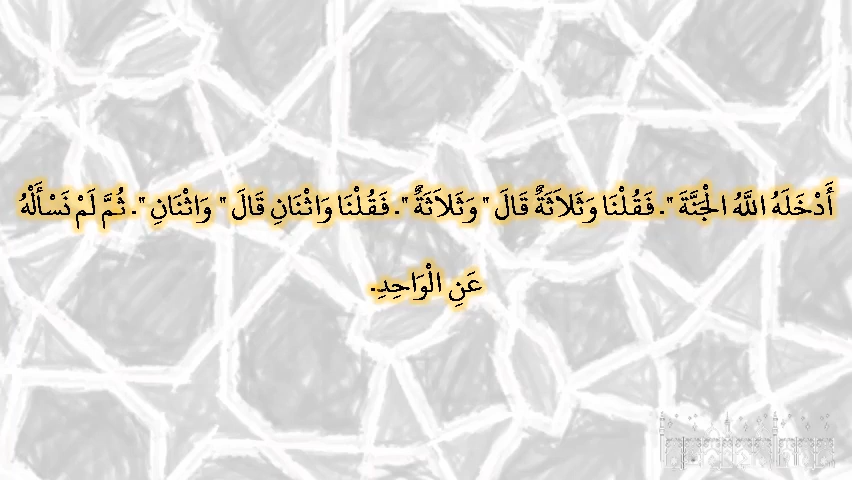 أَدْخَلَهُ اللَّهُ الْجَنَّةَ ". فَقُلْنَا وَثَلاَثَةٌ قَالَ " وَثَلاَثَةٌ ". فَقُلْنَا وَاثْنَانِ قَالَ " وَاثْنَانِ ". ثُمَّ لَمْ نَسْأَلْهُ
عَنِ الْوَاحِدِ.